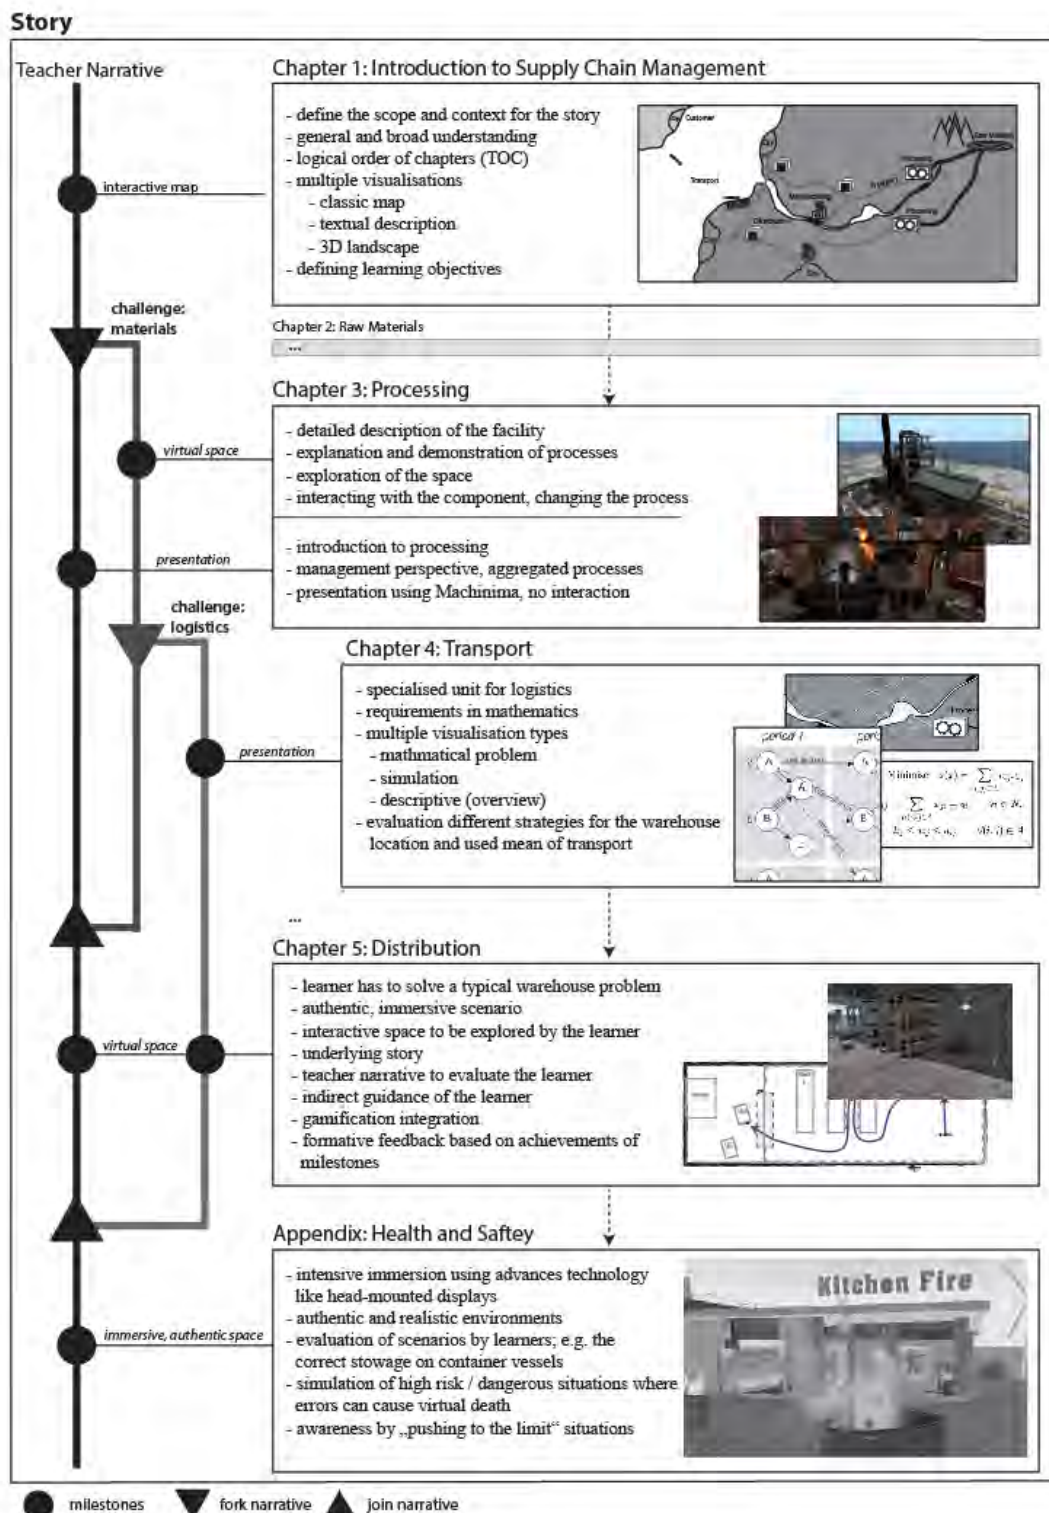 Story
Teacher Narrative
Chapter 1: Introduction to Supply Chain Management
- define the scope and context for the story
- general and broad understanding
- logical order of chapters (TOC)
- multiple visualisations
- classic map
- textual description
- 3D landscape
- defining learning objectives
Customer
Transport
interactive map
challenge:
materials
Chapter 2: Raw Materials
...
Chapter 3: Processing
- detailed description of the facility
- explanation and demonstration of processes
- exploration of the space
- interacting with the component, changing the process
virtual space
- introduction to processing
- management perspective, aggregated processes
- presentation using Machinima, no interaction
presentation
challenge:
logistics
Chapter 4: Transport
- specialised unit for logistics
- requirements in mathematics
- multiple visualisation types
- mathmatical problem
- simulation
- descriptive (overview)
- evaluation different strategies for the warehouse
location and used mean of transport
presentation
period 1
A
B
...
Chapter 5: Distribution
- learner has to solve a typical warehouse problem
- authentic, immersive scenario
- interactive space to be explored by the learner
- underlying story
- teacher narrative to evaluate the learner
- indirect guidance of the learner
- gamification integration
- formative feedback based on achievements of
milestones
virtual space
Appendix: Health and Saftey
- intensive immersion using advances technology
like head-mounted displays
- authentic and realistic environments
- evaluation of scenarios by learners; e.g. the
correct stowage on container vessels
- simulation of high risk / dangerous situations where
errors can cause virtual death
- awareness by „pushing to the limit“ situations
immersive, authentic space
Kitchen Fire
milestones
fork narrative
join narrative